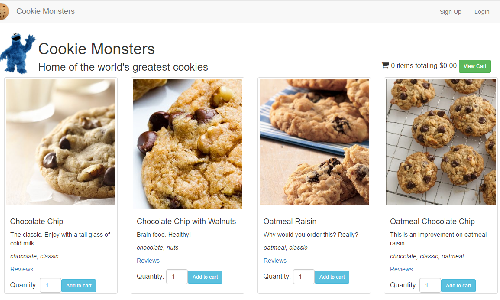 Cookie Monsters
Sign Up
Login
Cookie Monsters
Home of the world's greatest cookies
0 items totaling $0.00
View Cart
Chocolate Chip
The classic. Enjoy with a tall glass of
cold milk.
chocolate, classic
Reviews
Quantity: 1
Add to cart
Chocolate Chip with Walnuts
Brain food. Healthy.
chocolate, nuts
Reviews
Quantity: 1
Add to cart
Oatmeal Raisin
Why would you order this? Really?
oatmeal, classic
Reviews
Quantity: 1
Add to cart
Oatmeal Chocolate Chip
This is an improvement on oatmeal
raisin.
chocolate, classic, oatmeal
Reviews
Quantity: 1
Add to cart